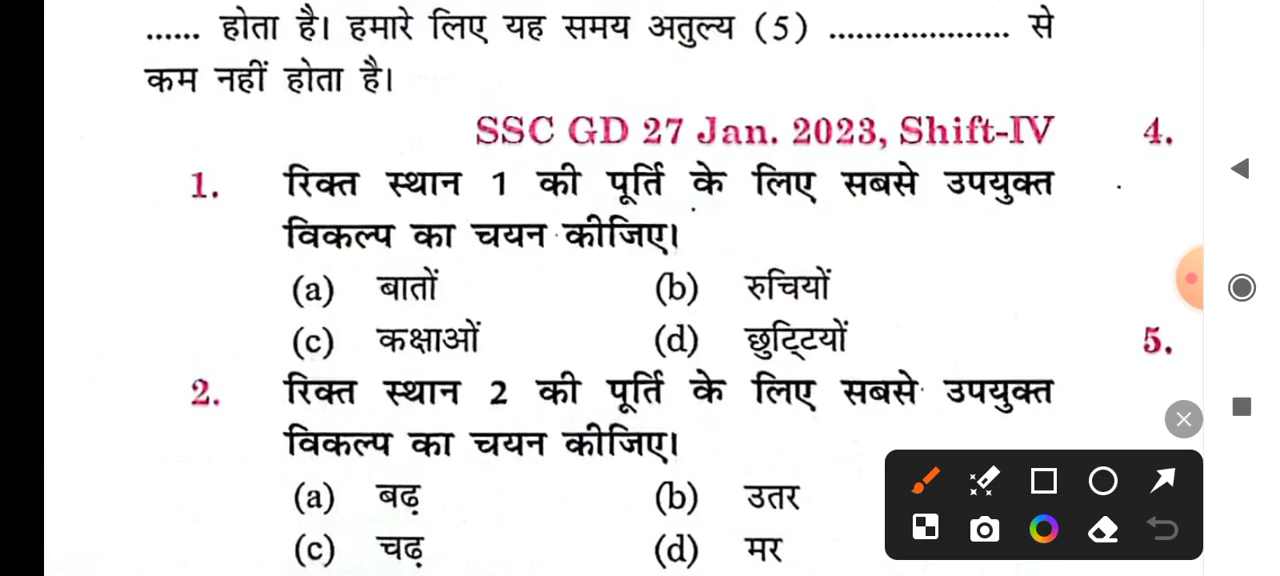 ...... होता है। हमारे लिए यह समय अतुल्य (5) .................... से
कम नहीं होता है।
SSC GD 27 Jan. 2023, Shift-IV
1. रिक्त स्थान 1 की पूर्ति के लिए सबसे उपयुक्त
विकल्प का चयन कीजिए।
(a) बातों (b) रुचियों
(c) कक्षाओं (d) छुट्टियों
2. रिक्त स्थान 2 की पूर्ति के लिए सबसे उपयुक्त
विकल्प का चयन कीजिए।
(a) बढ़ (b) उतर
(c) चढ़ (d) मर
4.
5.